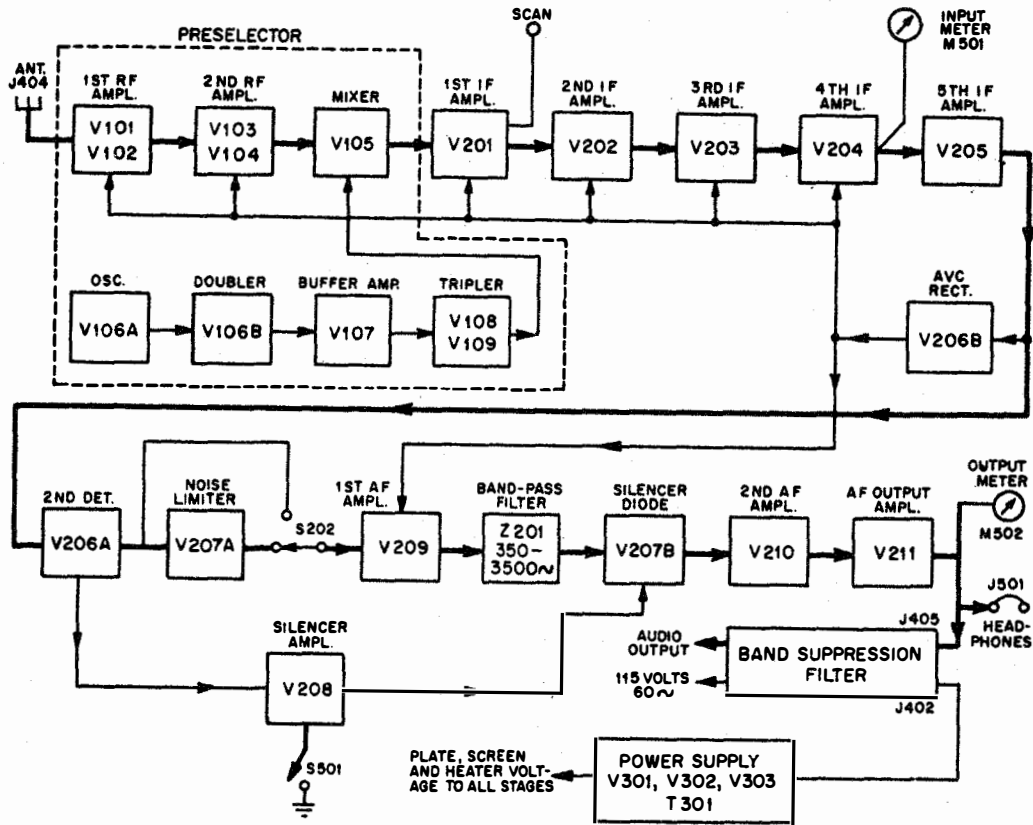 SCAN
INPUT
METER
M 501
PRESELECTOR
ANT.
J404
1ST RF
AMPL.
2ND RF
AMPL.
MIXER
1ST IF
AMPL.
2ND IF
AMPL.
3RD IF
AMPL.
4TH IF
AMPL.
5TH IF
AMPL.
V101
V102
V103
V104
V105
V201
V202
V203
V204
V205
OSC.
DOUBLER
BUFFER AMP.
TRIPLER
AVC
RECT.
V106A
V106B
V107
V108
V109
V206B
2ND DET.
NOISE
LIMITER
S202
1ST AF
AMPL.
BAND-PASS
FILTER
SILENCER
DIODE
2ND AF
AMPL.
AF OUTPUT
AMPL.
OUTPUT
METER
M502
V206A
V207A
V209
Z201
350-
3500~
V207B
V210
V211
J501
HEAD-
PHONES
SILENCER
AMPL.
V208
S501
AUDIO
OUTPUT
115 VOLTS
60~
J405
BAND SUPPRESSION
FILTER
J402
PLATE, SCREEN
AND HEATER VOLT-
AGE TO ALL STAGES
POWER SUPPLY
V301, V302, V303
T301